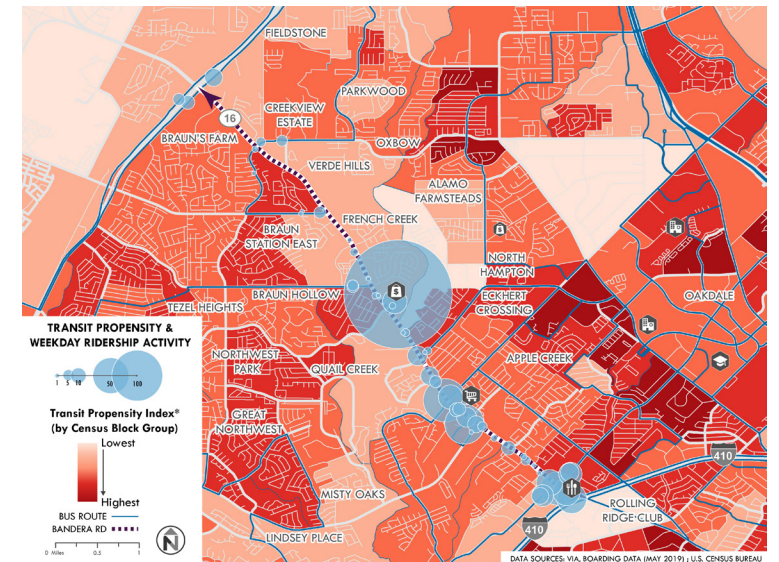 FIELDSTONE
PARKWOOD
CREEKVIEW
ESTATE
16
BRAUN'S FARM
OXBOW
VERDE HILLS
ALAMO
FARMSTEADS
FRENCH CREEK
BRAUN
STATION EAST
$
NORTH
HAMPTON
$
BRAUN HOLLOW
ECKHERT
CROSSING
OAKDALE
TEZEL HEIGHTS
TRANSIT PROPENSITY &
WEEKDAY RIDERSHIP ACTIVITY
1 5 10 50 100
Transit Propensity Index*
(by Census Block Group)
Lowest
Highest
BUS ROUTE
BANDERA RD
0 Miles 0.5 1
N
NORTHWEST
PARK
QUAIL CREEK
APPLE CREEK
GREAT
NORTHWEST
410
MISTY OAKS
ROLLING
RIDGE CLUB
410
LINDSEY PLACE
DATA SOURCES: VIA, BOARDING DATA (MAY 2019) ; U.S. CENSUS BUREAU